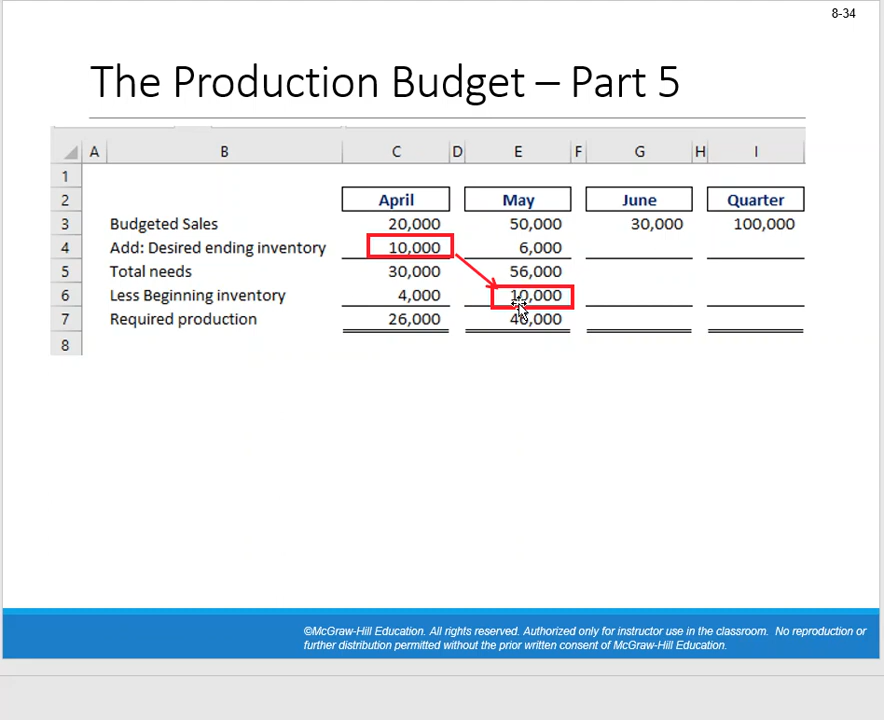 8-34
The Production Budget – Part 5
A B C D E F G H I
1
2 April May June Quarter
3 Budgeted Sales 20,000 50,000 30,000 100,000
4 Add: Desired ending inventory 10,000 6,000
5 Total needs 30,000 56,000
6 Less Beginning inventory 4,000 10,000
7 Required production 26,000 46,000
8
©McGraw-Hill Education. All rights reserved. Authorized only for instructor use in the classroom. No reproduction or
further distribution permitted without the prior written consent of McGraw-Hill Education.